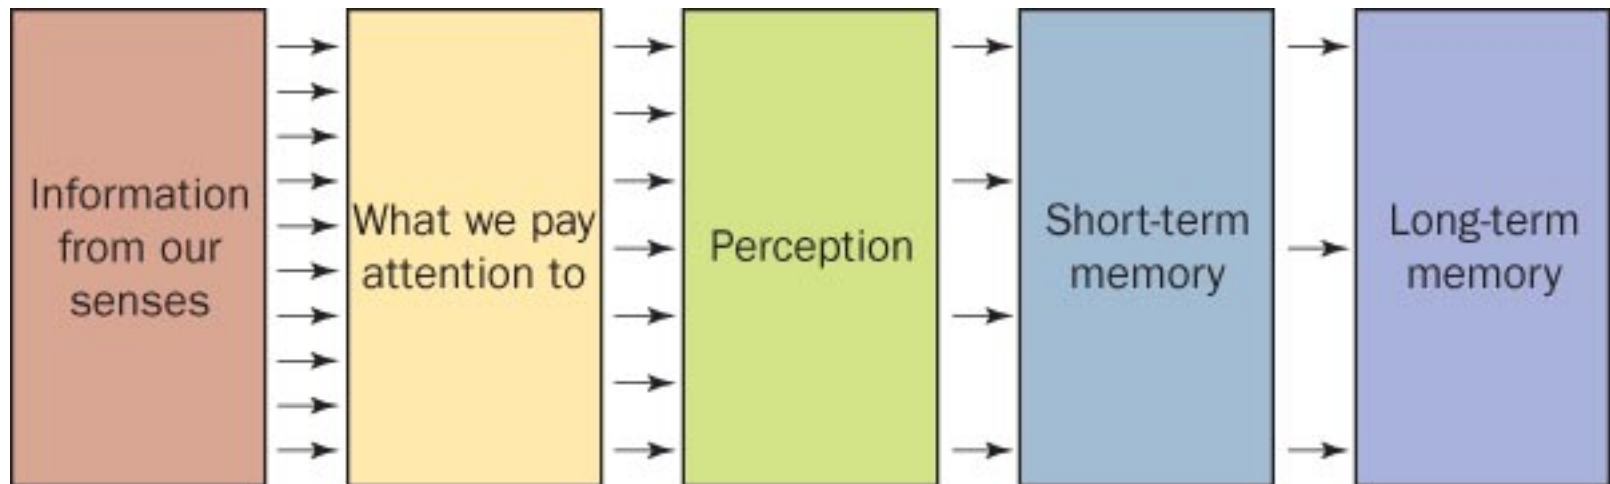 Information
from our
senses
What we pay
attention to
Perception
Short-term
memory
Long-term
memory